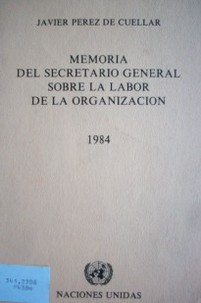 JAVIER PEREZ DE CUELLAR
MEMORIA
DEL SECRETARIO GENERAL
SOBRE LA LABOR
DE LA ORGANIZACION
1984
NACIONES UNIDAS